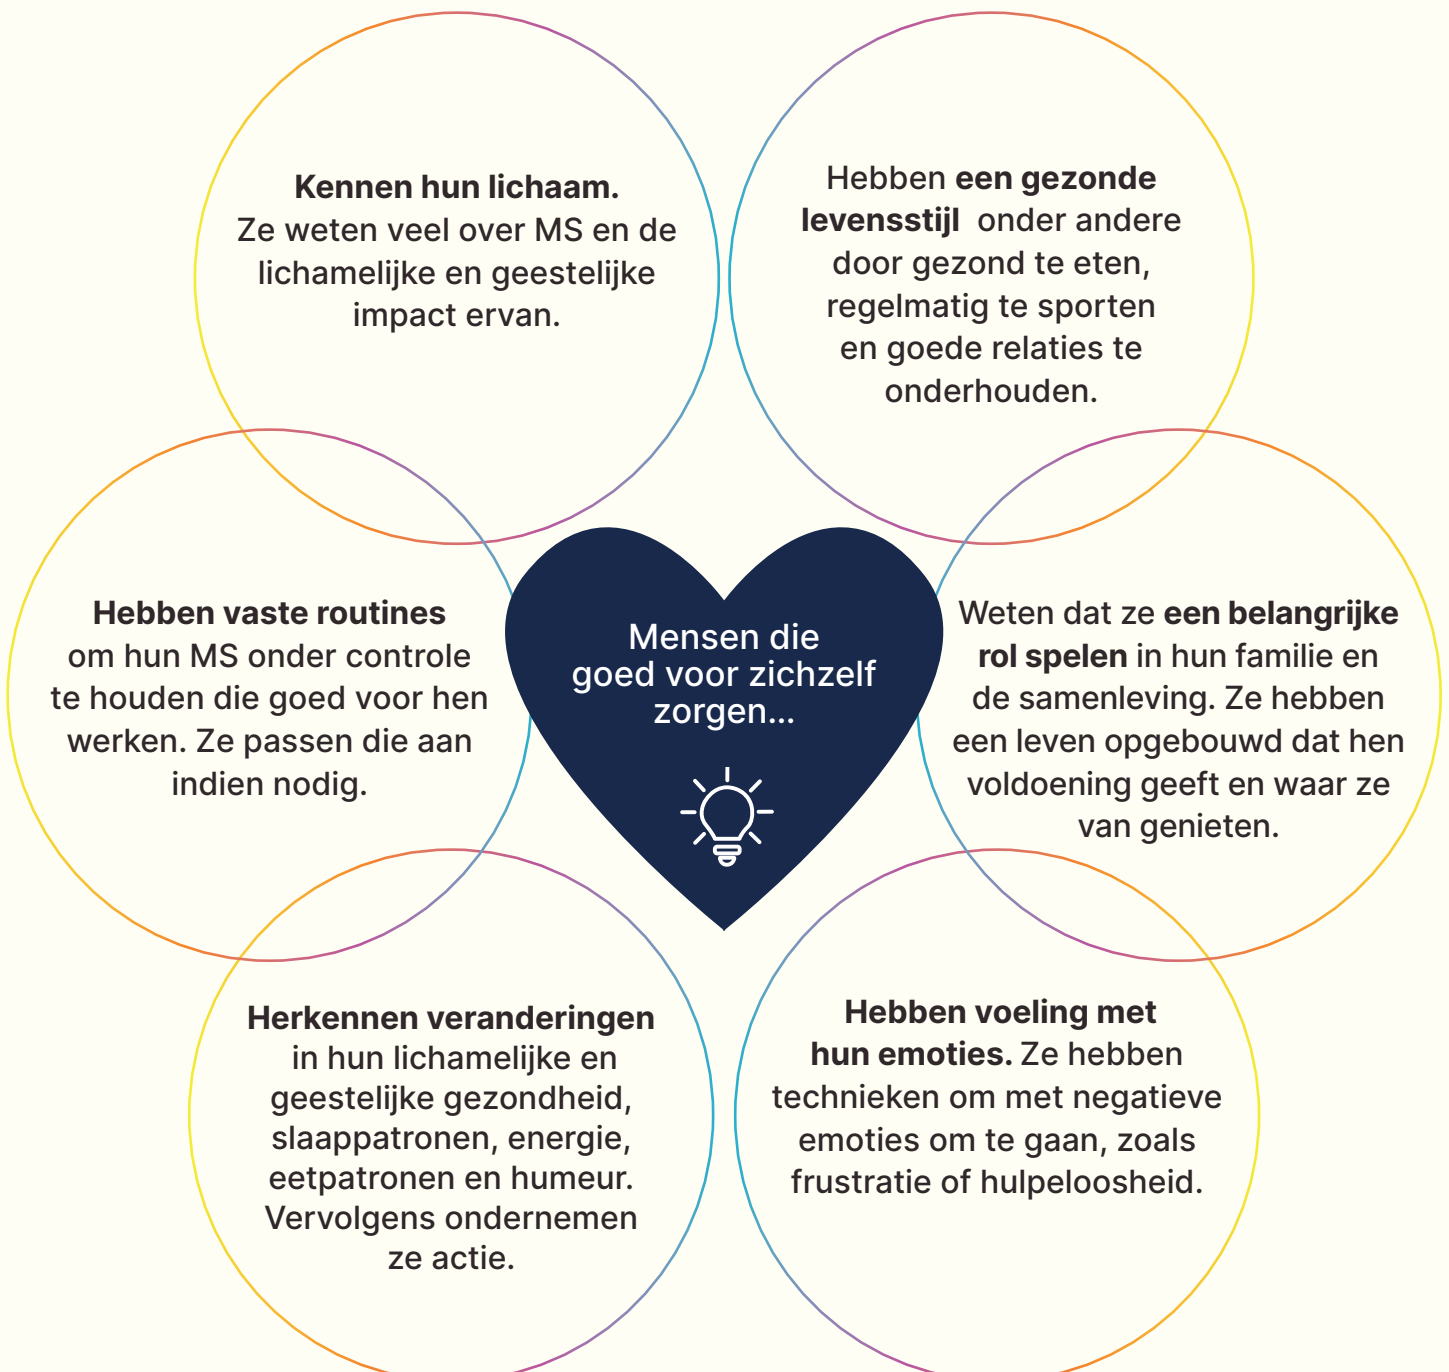 Kennen hun lichaam.
Ze weten veel over MS en de
lichamelijke en geestelijke
impact ervan.
Hebben een gezonde
levensstijl onder andere
door gezond te eten,
regelmatig te sporten
en goede relaties te
onderhouden.
Hebben vaste routines
om hun MS onder controle
te houden die goed voor hen
werken. Ze passen die aan
indien nodig.
Mensen die
goed voor zichzelf
zorgen...
Weten dat ze een belangrijke
rol spelen in hun familie en
de samenleving. Ze hebben
een leven opgebouwd dat hen
voldoening geeft en waar ze
van genieten.
Herkennen veranderingen
in hun lichamelijke en
geestelijke gezondheid,
slaappatronen, energie,
eetpatronen en humeur.
Vervolgens ondernemen
ze actie.
Hebben voeling met
hun emoties. Ze hebben
technieken om met negatieve
emoties om te gaan, zoals
frustratie of hulpeloosheid.